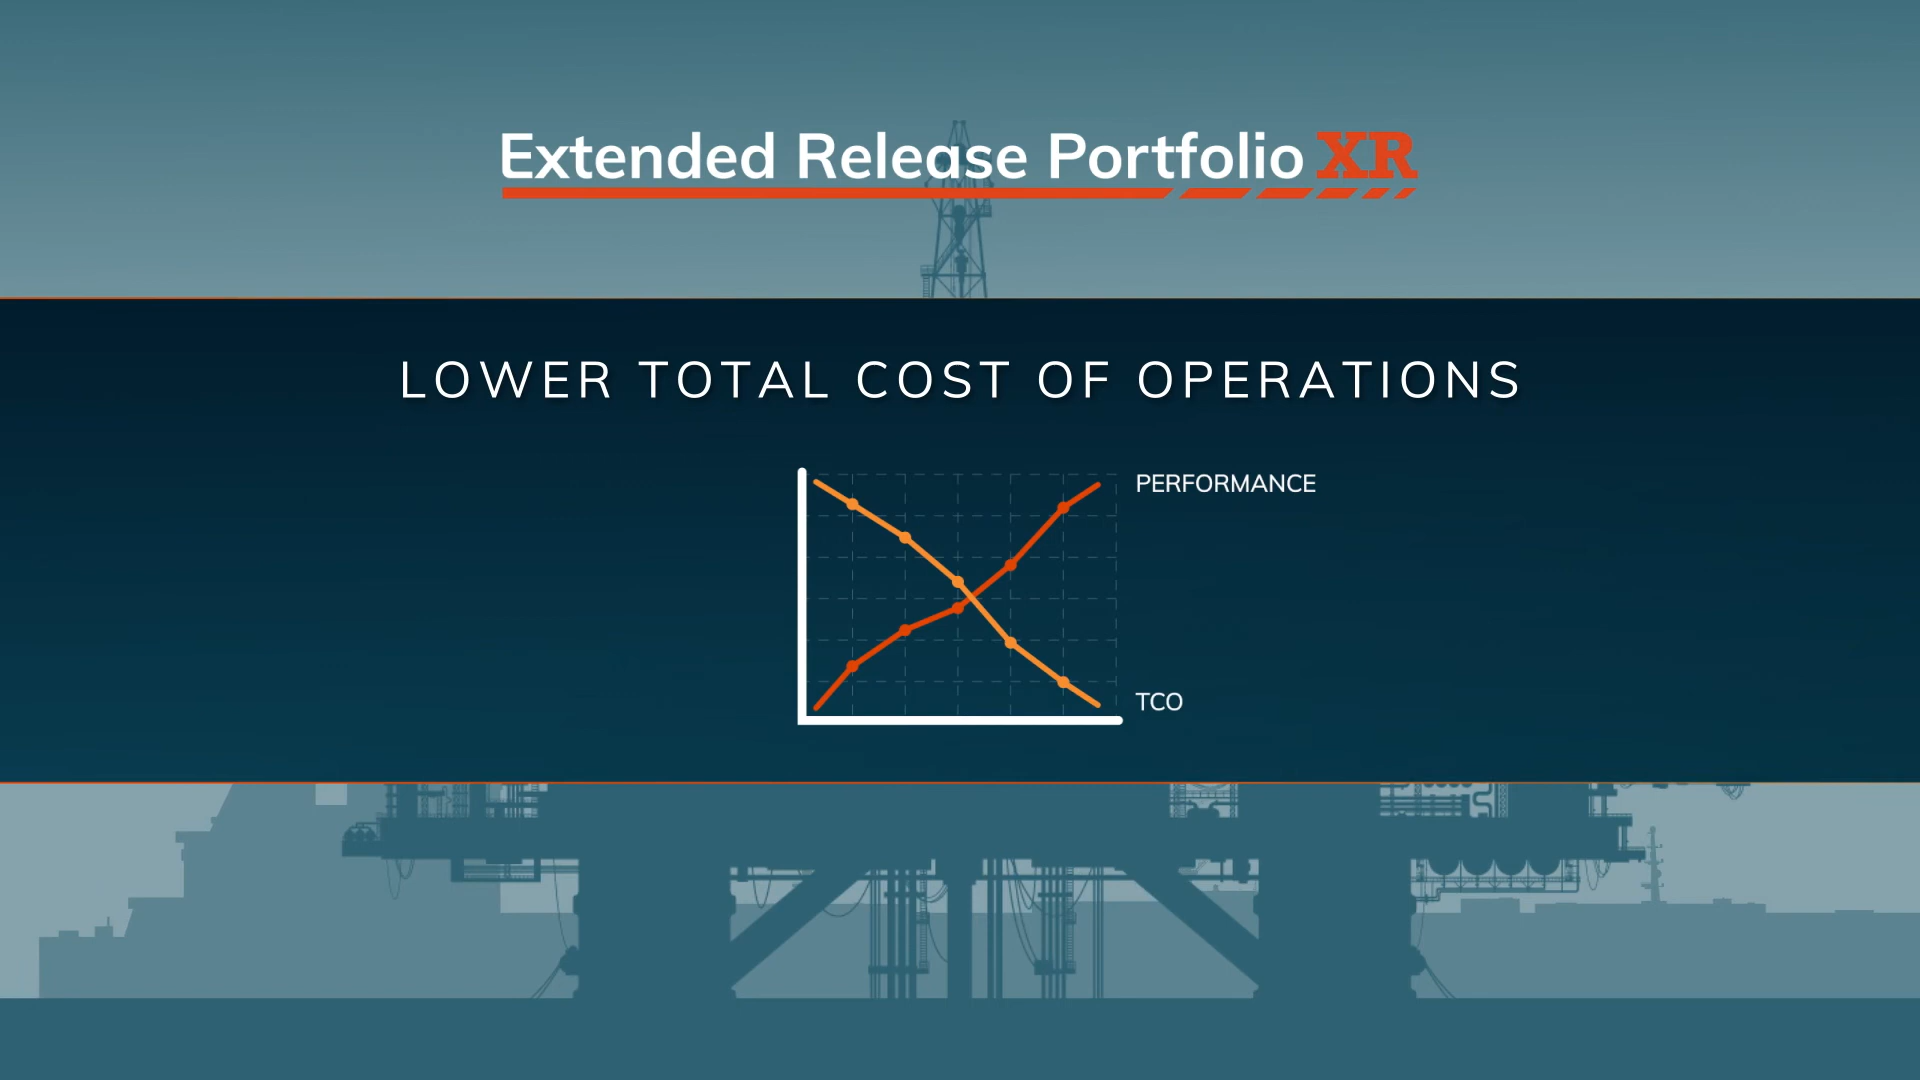 Extended Release Portfolio XR
LOWER TOTAL COST OF OPERATIONS
PERFORMANCE
TCO